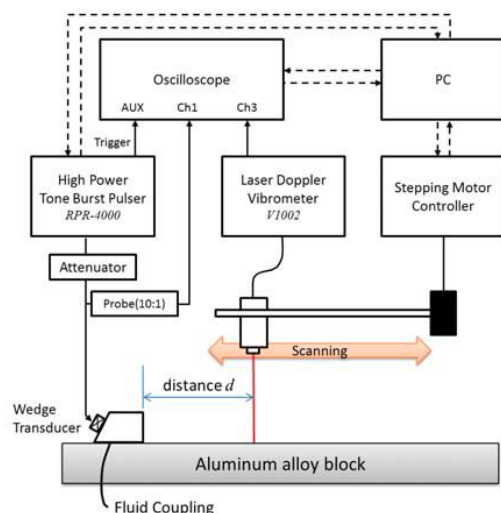 Oscilloscope
AUX
Ch1
Ch3
PC
Trigger
High Power
Tone Burst Pulser
RPR-4000
Laser Doppler
Vibrometer
V1002
Stepping Motor
Controller
Attenuator
Probe(10:1)
Scanning
distance d
Wedge
Transducer
Aluminum alloy block
Fluid Coupling